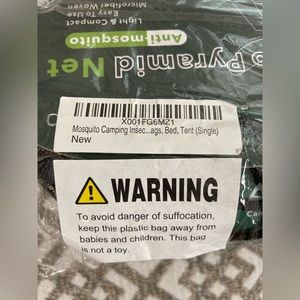 Light & Compact
Easy To Use
Microfiber Woven
Anti-mosquito
Pyramid Net
X001FG6MZ1
Mosquito Camping Insec...ags, Bed, Tent (Single)
New
WARNING
To avoid danger of suffocation,
keep this plastic bag away from
babies and children. This bag
is not a toy.